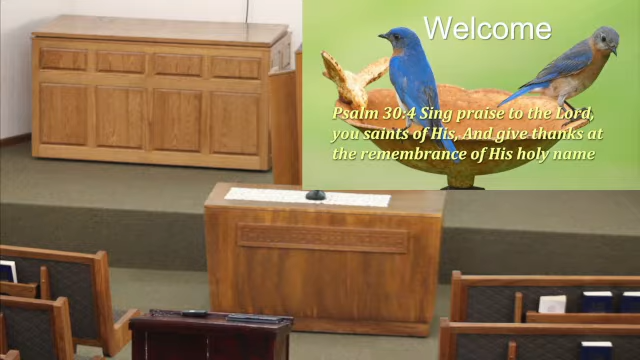 Welcome
Psalm 30:4 Sing praise to the Lord,
you saints of His, And give thanks at
the remembrance of His holy name